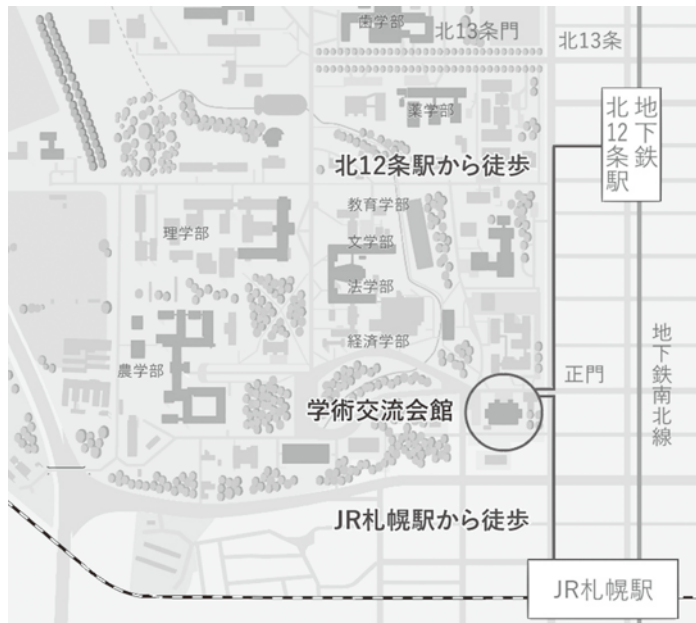 歯学部
北13条門
北13条
薬学部
地下鉄
北12条駅
北12条駅から徒歩
教育学部
理学部
文学部
法学部
経済学部
地下鉄南北線
農学部
正門
学術交流会館
JR札幌駅から徒歩
JR札幌駅